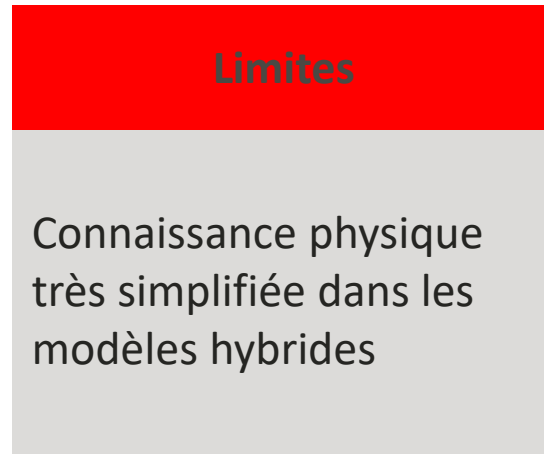 Limites
Connaissance physique
très simplifiée dans les
modèles hybrides